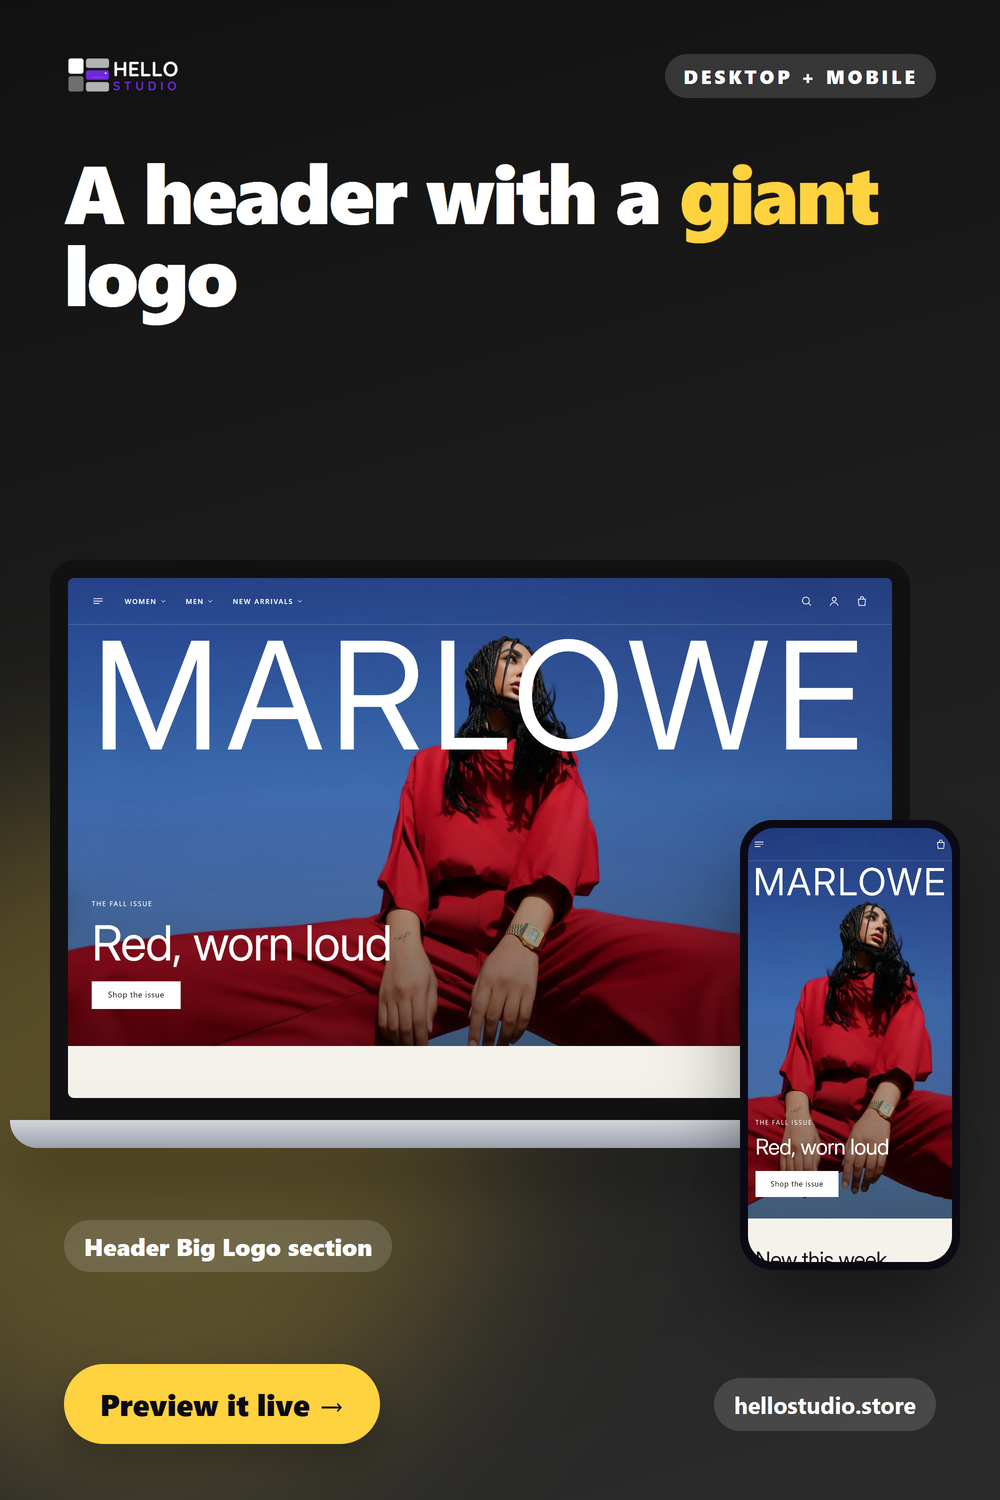 HELLO
STUDIO
DESKTOP + MOBILE
A header with a giant
logo
WOMEN
MEN
NEW ARRIVALS
MARLOWE
THE FALL ISSUE
Red, worn loud
Shop the issue
MARLOWE
THE FALL ISSUE
Red, worn loud
Shop the issue
New this week
Header Big Logo section
Preview it live →
hellostudio.store